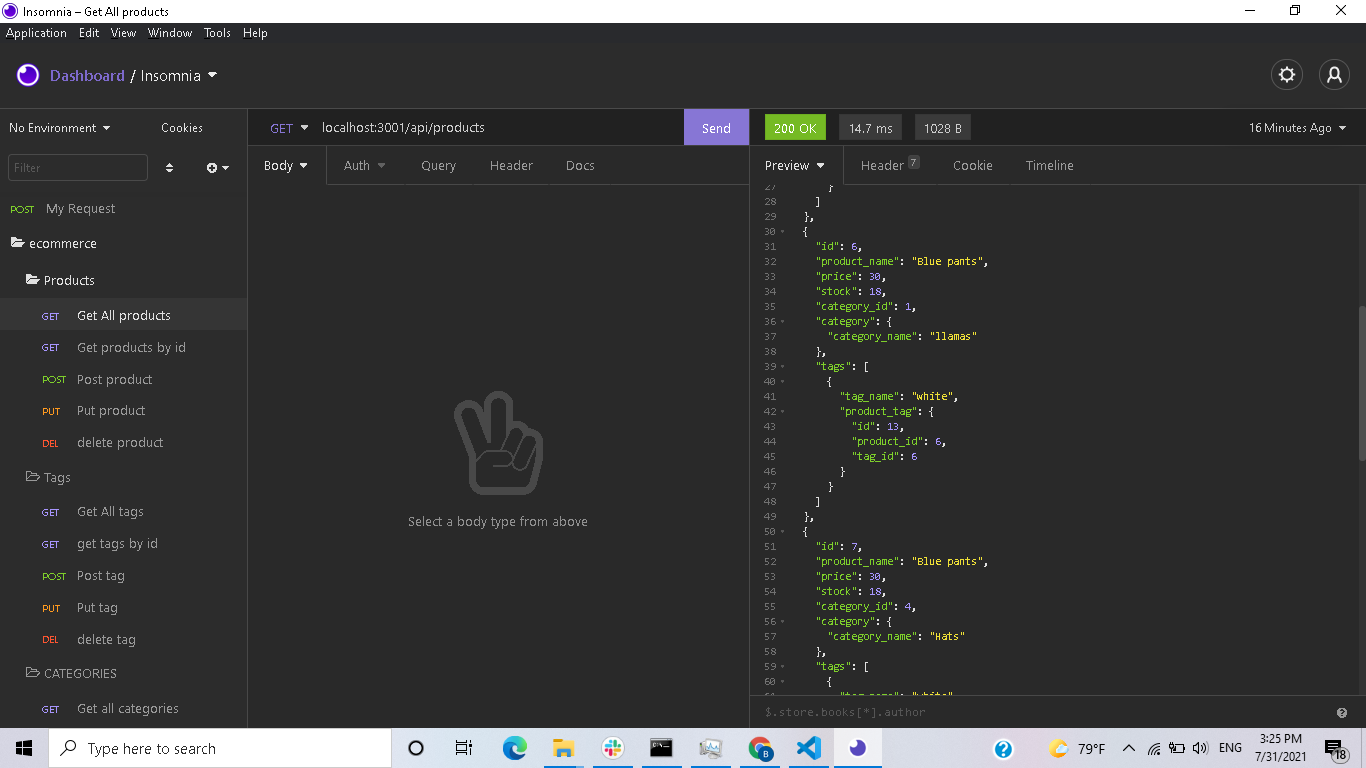 Insomnia – Get All products
Application Edit View Window Tools Help
Dashboard / Insomnia
No Environment Cookies
Filter
POST My Request
ecommerce
Products
GET Get All products
GET Get products by id
POST Post product
PUT Put product
DEL delete product
Tags
GET Get All tags
GET get tags by id
POST Post tag
PUT Put tag
DEL delete tag
CATEGORIES
GET Get all categories
GET localhost:3001/api/products Send
Body Auth Query Header Docs
Select a body type from above
200 OK 14.7 ms 1028 B 16 Minutes Ago
Preview Header 7 Cookie Timeline
27 }
28 ]
29 },
30 {
31 "id": 6,
32 "product_name": "Blue pants",
33 "price": 30,
34 "stock": 18,
35 "category_id": 1,
36 "category": {
37 "category_name": "llamas"
38 },
39 "tags": [
40 {
41 "tag_name": "white",
42 "product_tag": {
43 "id": 13,
44 "product_id": 6,
45 "tag_id": 6
46 }
47 }
48 ]
49 },
50 {
51 "id": 7,
52 "product_name": "Blue pants",
53 "price": 30,
54 "stock": 18,
55 "category_id": 4,
56 "category": {
57 "category_name": "Hats"
58 },
59 "tags": [
60 {
$.store.books[*].author
Type here to search
79°F ENG
3:25 PM
7/31/2021
18